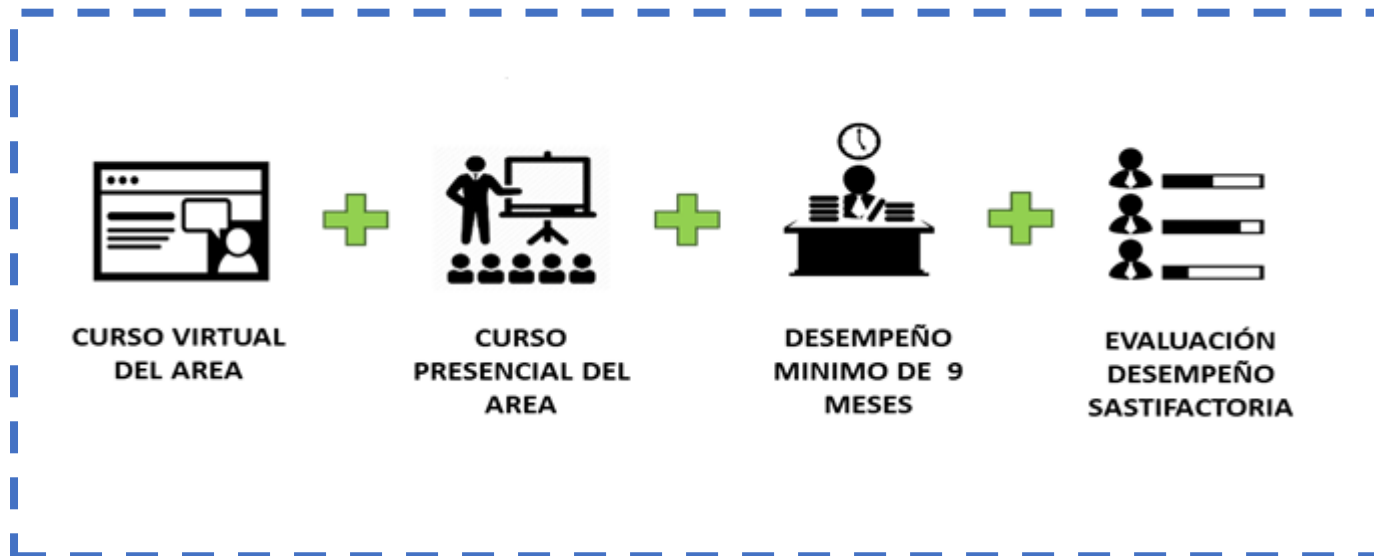 CURSO VIRTUAL
DEL AREA
CURSO
PRESENCIAL DEL
AREA
DESEMPEÑO
MINIMO DE 9
MESES
EVALUACIÓN
DESEMPEÑO
SASTIFACTORIA